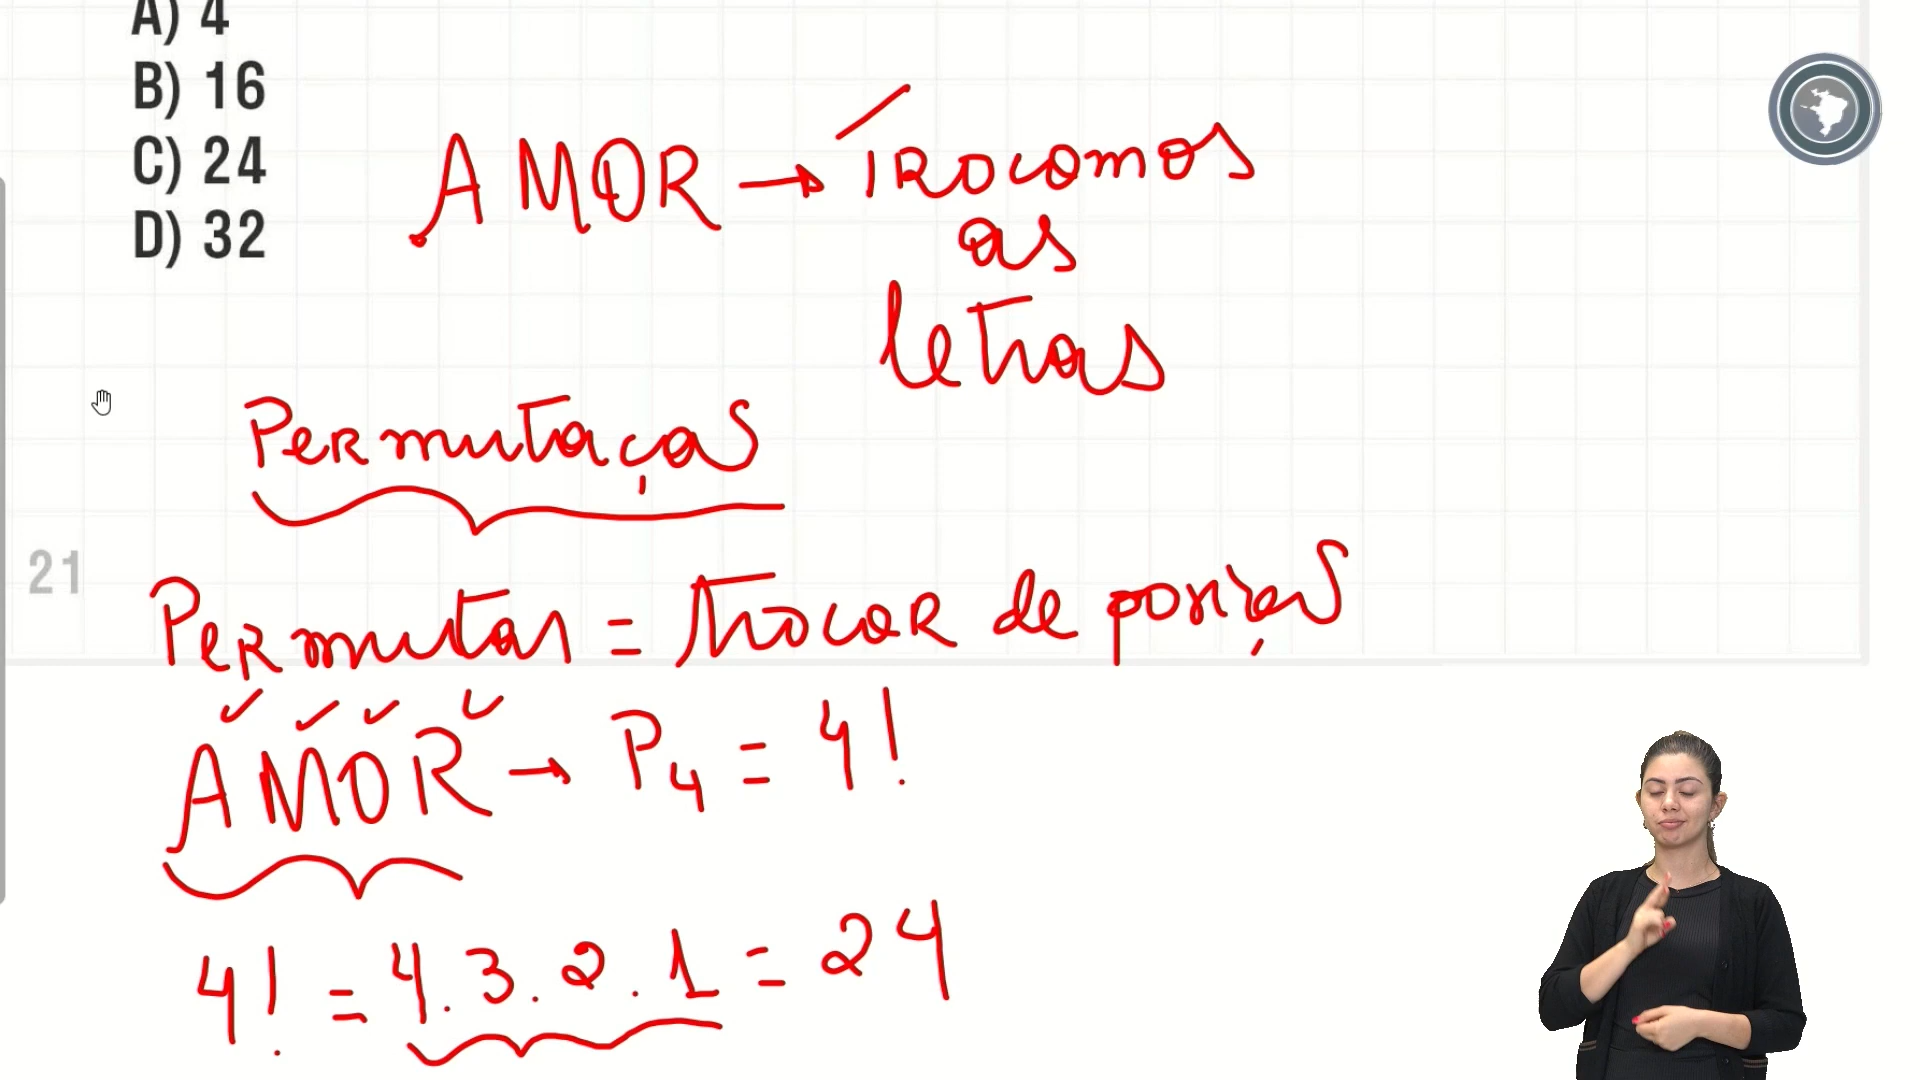 A) 4
B) 16
C) 24
D) 32
AMOR → TROCAMOS
as
letras
Permutação
21
Permutar = trocar de posição
AMOR → P4 = 4!
4! = 4.3.2.1 = 24